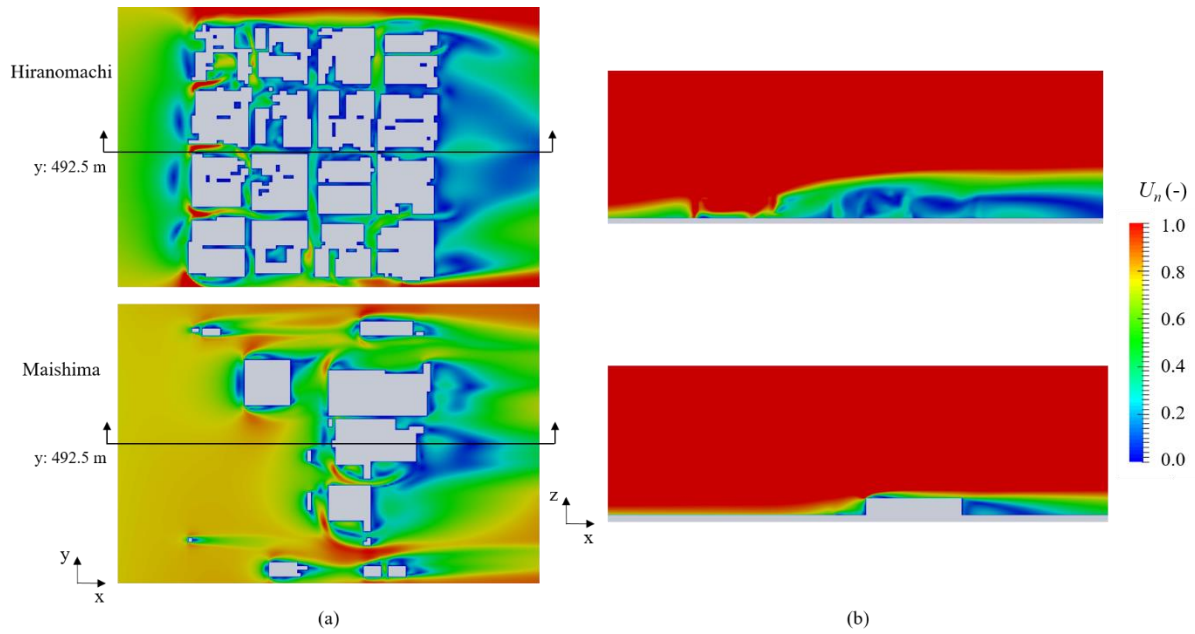 Hiranomachi
y: 492.5 m
Maishima
y: 492.5 m
y
x
(a)
z
x
(b)
U_n (-)
1.0
0.8
0.6
0.4
0.2
0.0